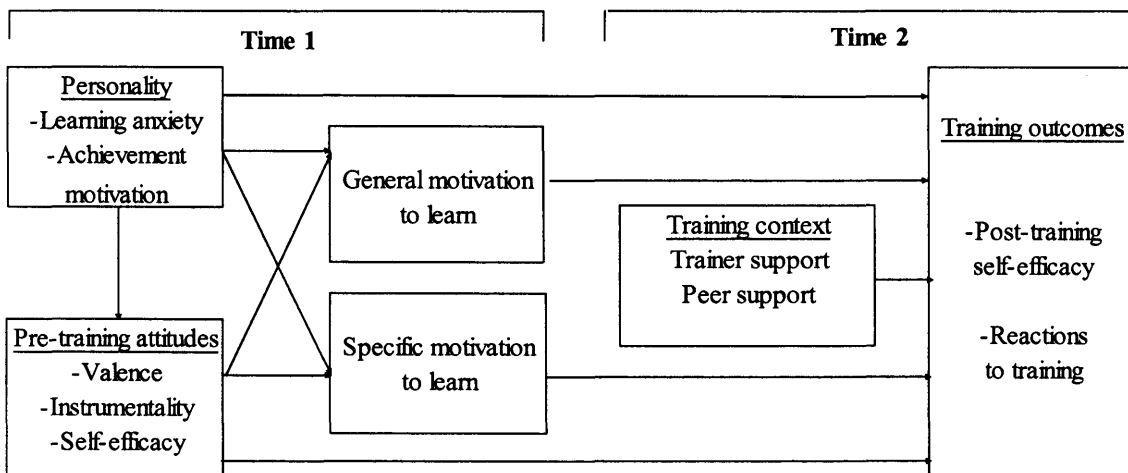 Time 1
Time 2
Personality
-Learning anxiety
-Achievement
motivation
General motivation
to learn
Training context
Trainer support
Peer support
Training outcomes
-Post-training
self-efficacy
-Reactions
to training
Pre-training attitudes
-Valence
-Instrumentality
-Self-efficacy
Specific motivation
to learn